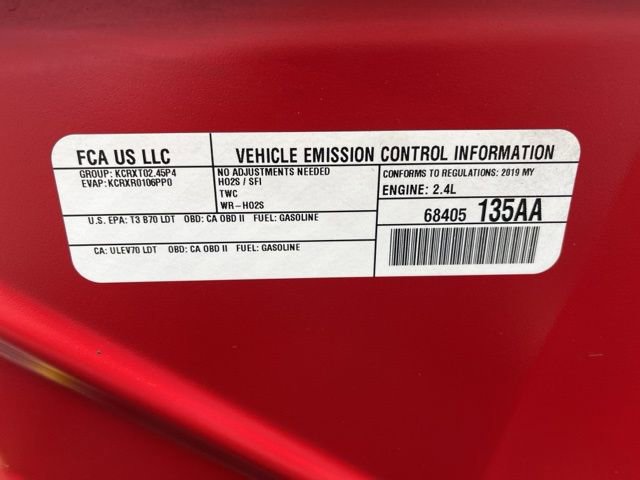 FCA US LLC
VEHICLE EMISSION CONTROL INFORMATION
GROUP: KCRXT02.45P4
EVAP: KCRXR0106PP0
NO ADJUSTMENTS NEEDED
HO2S / SFI
TWC
WR-HO2S
CONFORMS TO REGULATIONS: 2019 MY
ENGINE: 2.4L
U.S. EPA: T3 B70 LDT OBD: CA OBD II FUEL: GASOLINE
CA: ULEV70 LDT OBD: CA OBD II FUEL: GASOLINE
68405 135AA